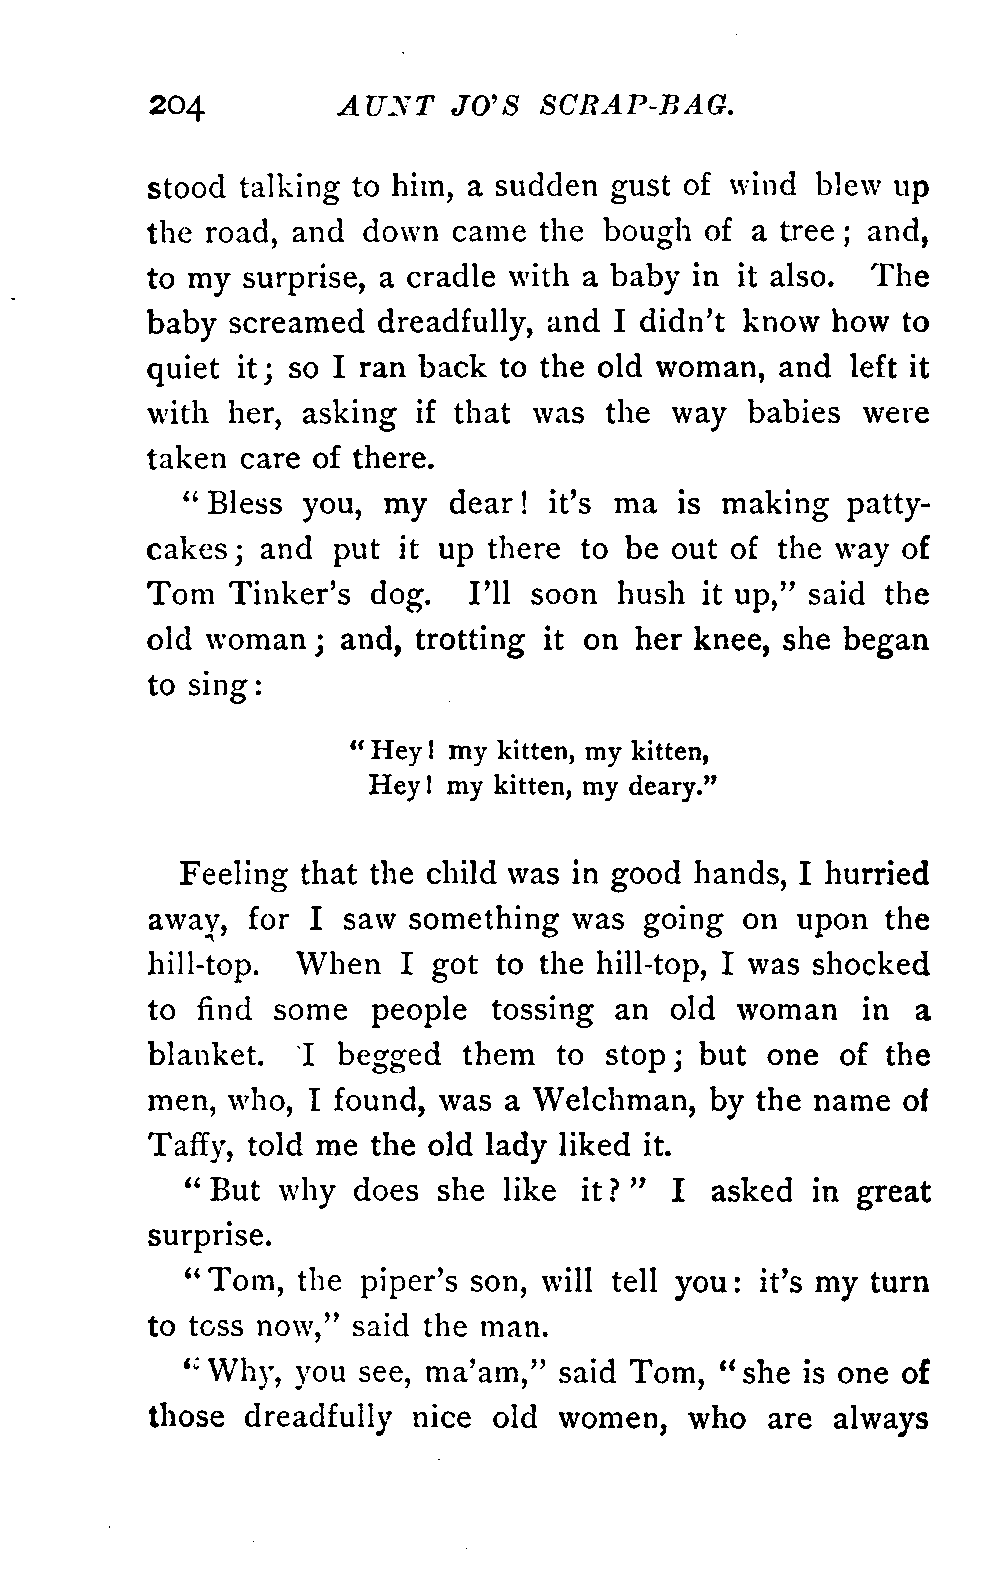 204 AUNT JO'S SCRAP-BAG.
stood talking to him, a sudden gust of wind blew up
the road, and down came the bough of a tree; and,
to my surprise, a cradle with a baby in it also. The
baby screamed dreadfully, and I didn't know how to
quiet it; so I ran back to the old woman, and left it
with her, asking if that was the way babies were
taken care of there.
"Bless you, my dear! it's ma is making patty-
cakes; and put it up there to be out of the way of
Tom Tinker's dog. I'll soon hush it up," said the
old woman; and, trotting it on her knee, she began
to sing:
"Hey! my kitten, my kitten,
Hey! my kitten, my deary."
Feeling that the child was in good hands, I hurried
away, for I saw something was going on upon the
hill-top. When I got to the hill-top, I was shocked
to find some people tossing an old woman in a
blanket. I begged them to stop; but one of the
men, who, I found, was a Welchman, by the name of
Taffy, told me the old lady liked it.
"But why does she like it?" I asked in great
surprise.
"Tom, the piper's son, will tell you: it's my turn
to toss now," said the man.
"Why, you see, ma'am," said Tom, "she is one of
those dreadfully nice old women, who are always